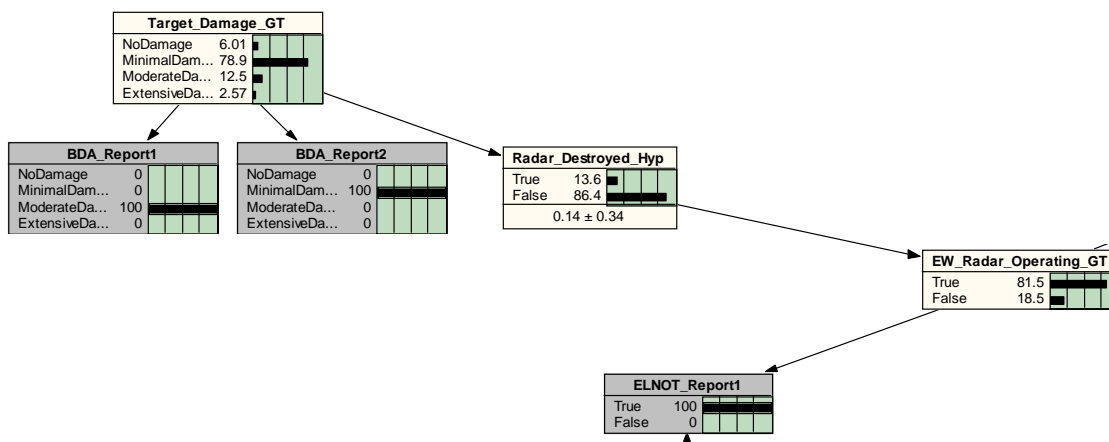 Target_Damage_GT
NoDamage 6.01
MinimalDam... 78.9
ModerateDa... 12.5
ExtensiveDa... 2.57
BDA_Report1
NoDamage 0
MinimalDam... 0
ModerateDa... 100
ExtensiveDa... 0
BDA_Report2
NoDamage 0
MinimalDam... 100
ModerateDa... 0
ExtensiveDa... 0
Radar_Destroyed_Hyp
True 13.6
False 86.4
0.14 ± 0.34
EW_Radar_Operating_GT
True 81.5
False 18.5
ELNOT_Report1
True 100
False 0